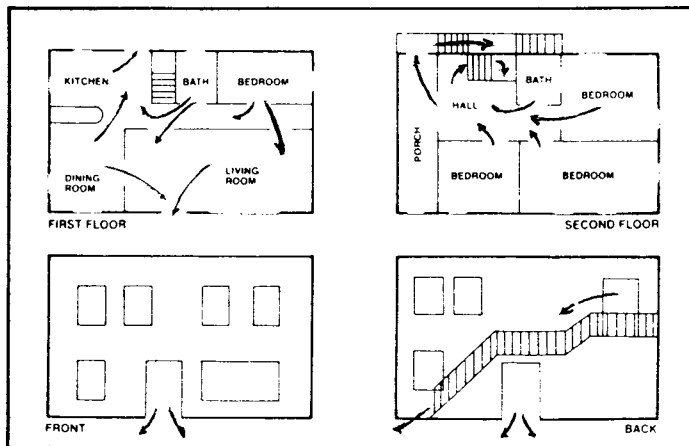 KITCHEN
BATH
BEDROOM
DINING
ROOM
LIVING
ROOM
FIRST FLOOR
BATH
HALL
BEDROOM
PORCH
BEDROOM
BEDROOM
SECOND FLOOR
FRONT
BACK